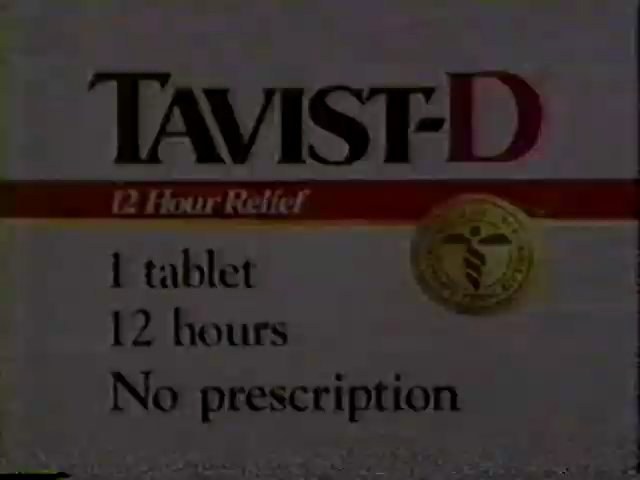 TAVIST-D
12 Hour Relief
1 tablet
12 hours
No prescription